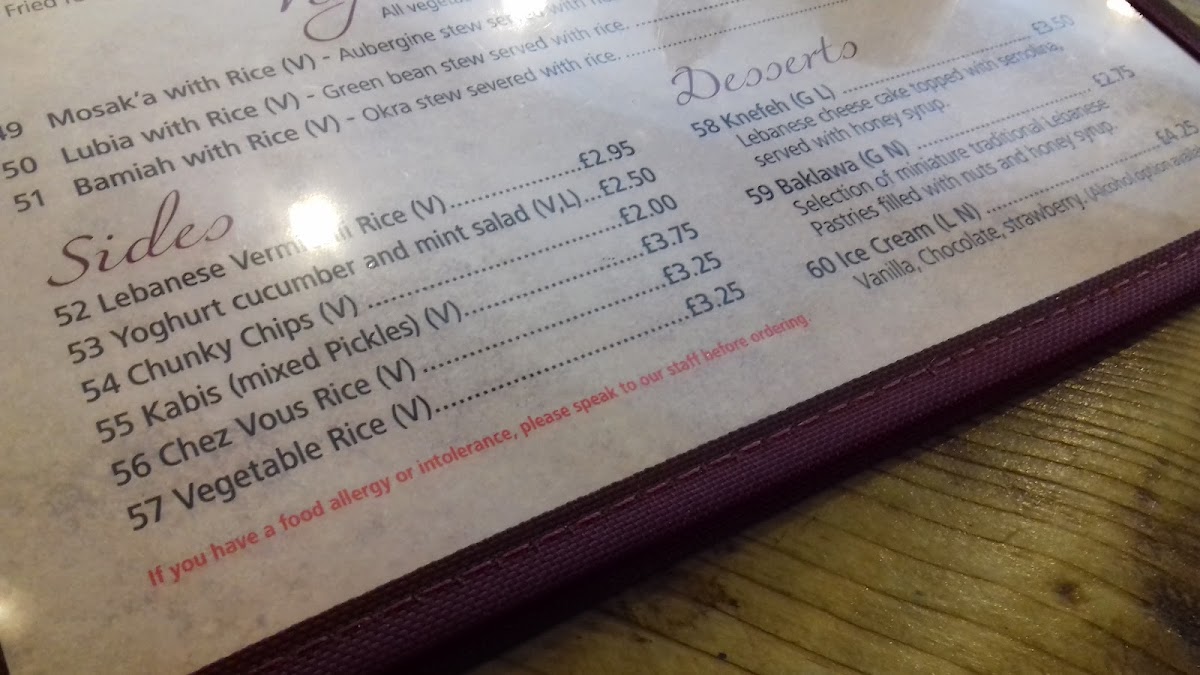 Fried
All vegeta
49 Mosak'a with Rice (V) - Aubergine stew served with
50 Lubia with Rice (V) - Green bean stew served with rice.
51 Bamiah with Rice (V) - Okra stew severed with rice.
Sides
52 Lebanese Rice (V) £2.95
53 Yoghurt cucumber and mint salad (V,L) £2.50
54 Chunky Chips (V) £2.00
55 Kabis (mixed Pickles) (V) £3.75
56 Chez Vous Rice (V) £3.25
57 Vegetable Rice (V) £3.25
If you have a food allergy or intolerance, please speak to our staff before ordering.
Desserts
58 Knefeh (G L) £3.50
Lebanese cheese cake topped with semolina,
served with honey syrup.
59 Baklawa (G N) £2.75
Selection of miniature traditional Lebanese
Pastries filled with nuts and honey syrup.
60 Ice Cream (L N) £4.25
Vanilla, Chocolate, strawberry. (Alcohol option availab